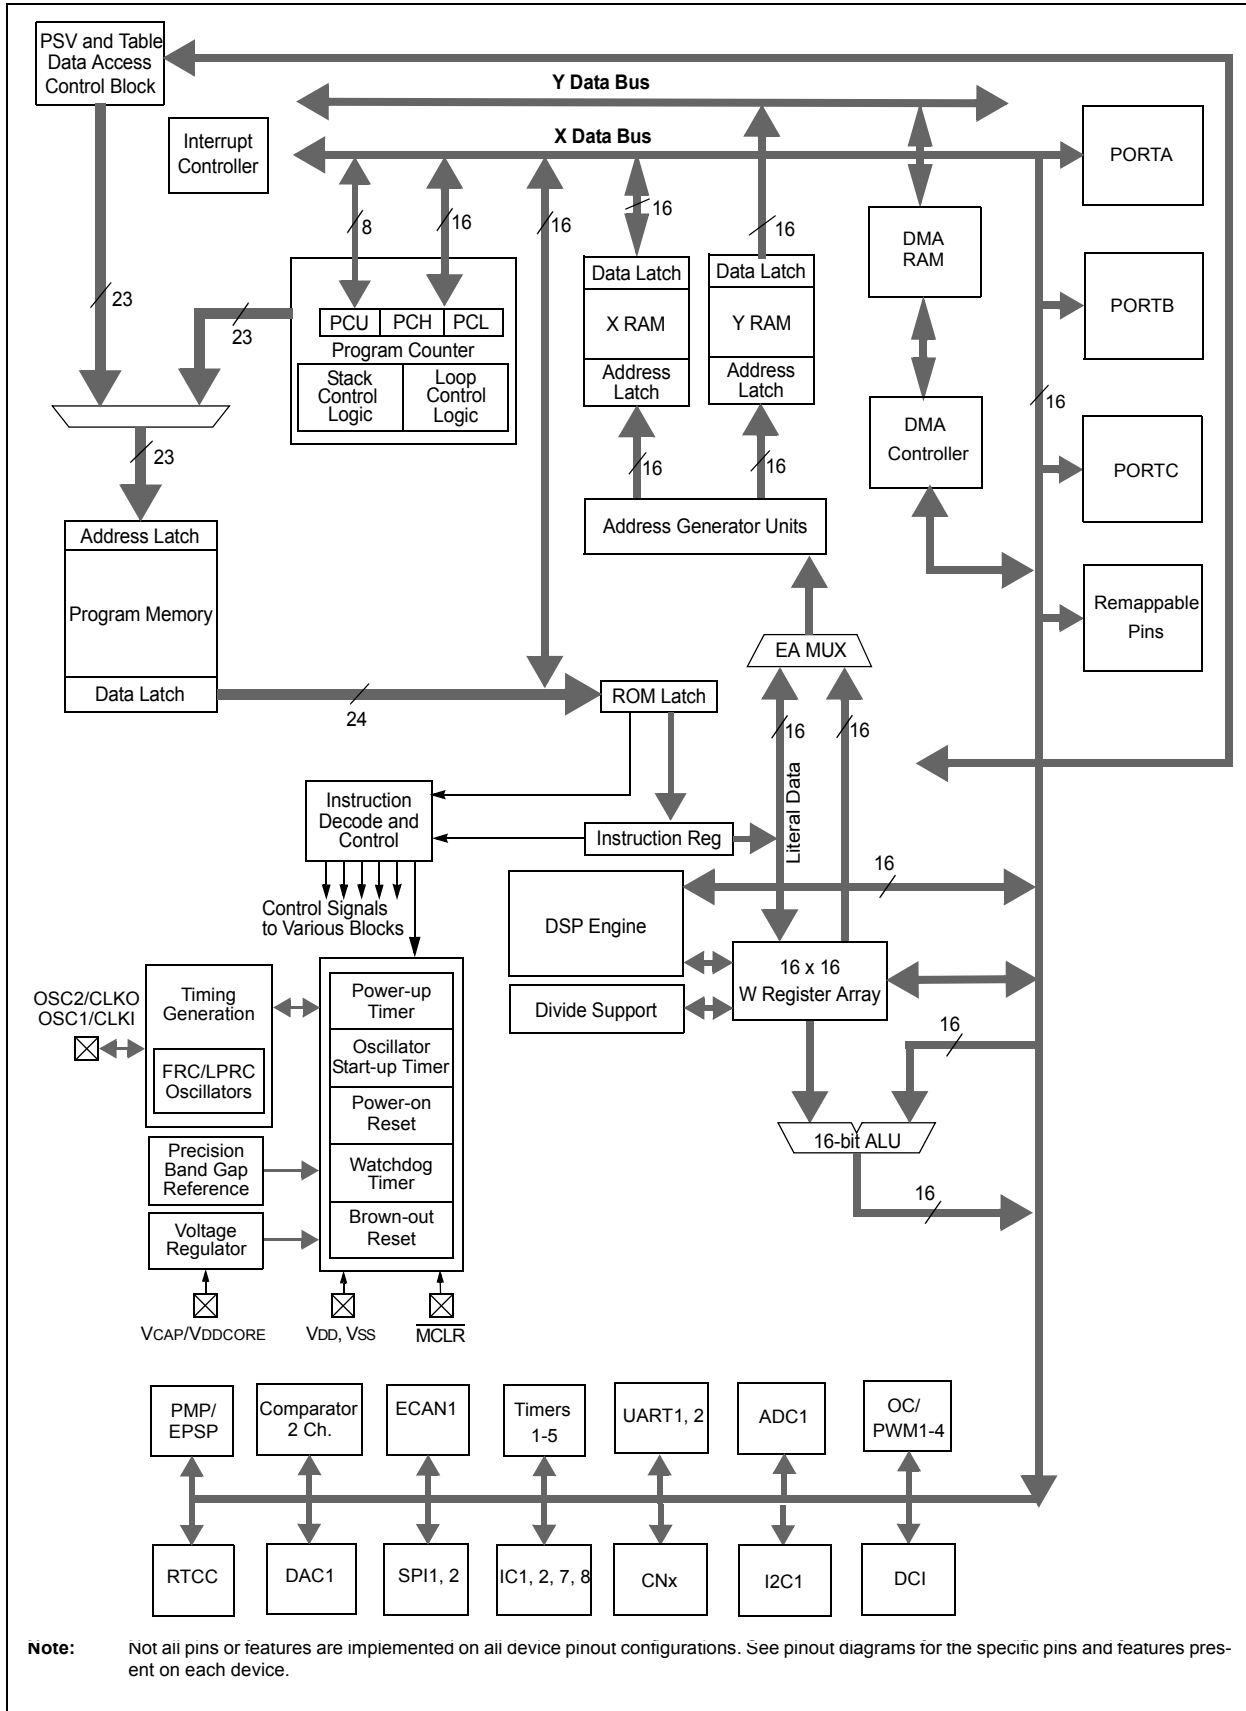 PSV and Table
Data Access
Control Block
Y Data Bus
Interrupt
Controller
X Data Bus
PORTA
8
16
16
16
16
DMA
RAM
23
23
Data Latch
Data Latch
PORTB
PCU
PCH
PCL
X RAM
Y RAM
Program Counter
Stack
Control
Logic
Loop
Control
Logic
Address
Latch
Address
Latch
16
DMA
Controller
23
16
16
PORTC
Address Generator Units
Address Latch
Program Memory
Data Latch
Remappable
Pins
EA MUX
ROM Latch
24
16
16
Literal Data
Instruction
Decode and
Control
Instruction Reg
Control Signals
to Various Blocks
16
DSP Engine
16 x 16
W Register Array
Divide Support
OSC2/CLKO
OSC1/CLKI
Timing
Generation
FRC/LPRC
Oscillators
Power-up
Timer
Oscillator
Start-up Timer
Power-on
Reset
Watchdog
Timer
Brown-out
Reset
16
16-bit ALU
16
Precision
Band Gap
Reference
Voltage
Regulator
VCAP/VDDCORE
VDD, VSS
MCLR
PMP/
EPSP
Comparator
2 Ch.
ECAN1
Timers
1-5
UART1, 2
ADC1
OC/
PWM1-4
RTCC
DAC1
SPI1, 2
IC1, 2, 7, 8
CNx
I2C1
DCI
Note: Not all pins or features are implemented on all device pinout configurations. See pinout diagrams for the specific pins and features pres-
ent on each device.